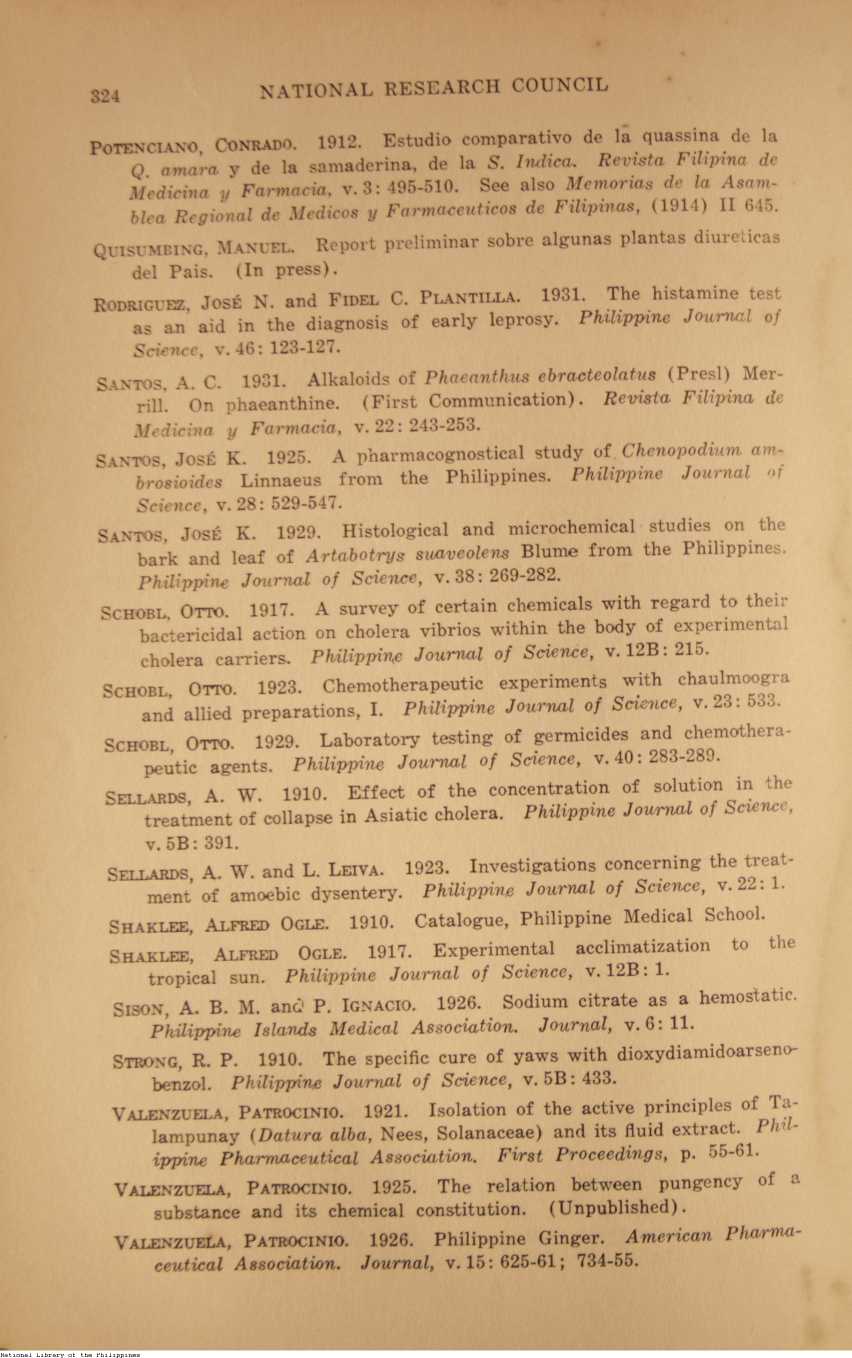 324 NATIONAL RESEARCH COUNCIL
POTENCIANO, CONRADO. 1912. Estudio comparativo de la quassina de la
Q. amara y de la samaderina, de la S. Indica. Revista Filipina de
Medicina y Farmacia, v. 3: 495-510. See also Memorias de la Asam-
blea Regional de Medicos y Farmaceuticos de Filipinas, (1914) II 645.
QUISUMBING, MANUEL. Report preliminar sobre algunas plantas diureticas
del Pais. (In press).
RODRIGUEZ, JOSÉ N. and FIDEL C. PLANTILLA. 1931. The histamine test
as an aid in the diagnosis of early leprosy. Philippine Journal of
Science, v. 46: 123-127.
SANTOS, A. C. 1931. Alkaloids of Phaeanthus ebracteolatus (Presl) Mer-
rill. On phaeanthine. (First Communication). Revista Filipina de
Medicina y Farmacia, v. 22: 243-253.
SANTOS, JOSÉ K. 1925. A pharmacognostical study of Chenopodium am-
brosioides Linnaeus from the Philippines. Philippine Journal of
Science, v. 28: 529-547.
SANTOS, JOSÉ K. 1929. Histological and microchemical studies on the
bark and leaf of Artabotrys suaveolens Blume from the Philippines.
Philippine Journal of Science, v. 38: 269-282.
SCHOBL, OTTO. 1917. A survey of certain chemicals with regard to their
bactericidal action on cholera vibrios within the body of experimental
cholera carriers. Philippine Journal of Science, v. 12B: 215.
SCHOBL, OTTO. 1923. Chemotherapeutic experiments with chaulmoogra
and allied preparations, I. Philippine Journal of Science, v. 23: 533.
SCHOBL, OTTO. 1929. Laboratory testing of germicides and chemothera-
peutic agents. Philippine Journal of Science, v. 40: 283-289.
SELLARDS, A. W. 1910. Effect of the concentration of solution in the
treatment of collapse in Asiatic cholera. Philippine Journal of Science,
v. 5B: 391.
SELLARDS, A. W. and L. LEIVA. 1923. Investigations concerning the treat-
ment of amoebic dysentery. Philippine Journal of Science, v. 22: 1.
SHAKLEE, ALFRED OGLE. 1910. Catalogue, Philippine Medical School.
SHAKLEE, ALFRED OGLE. 1917. Experimental acclimatization to the
tropical sun. Philippine Journal of Science, v. 12B: 1.
SISON, A. B. M. and P. IGNACIO. 1926. Sodium citrate as a hemostatic.
Philippine Islands Medical Association. Journal, v. 6: 11.
STRONG, R. P. 1910. The specific cure of yaws with dioxydiamidoarseno-
benzol. Philippine Journal of Science, v. 5B: 433.
VALENZUELA, PATROCINIO. 1921. Isolation of the active principles of Ta-
lampunay (Datura alba, Nees, Solanaceae) and its fluid extract. Phil-
ippine Pharmaceutical Association. First Proceedings, p. 55-61.
VALENZUELA, PATROCINIO. 1925. The relation between pungency of a
substance and its chemical constitution. (Unpublished).
VALENZUELA, PATROCINIO. 1926. Philippine Ginger. American Pharma-
ceutical Association. Journal, v. 15: 625-61; 734-55.
National Library of the Philippines